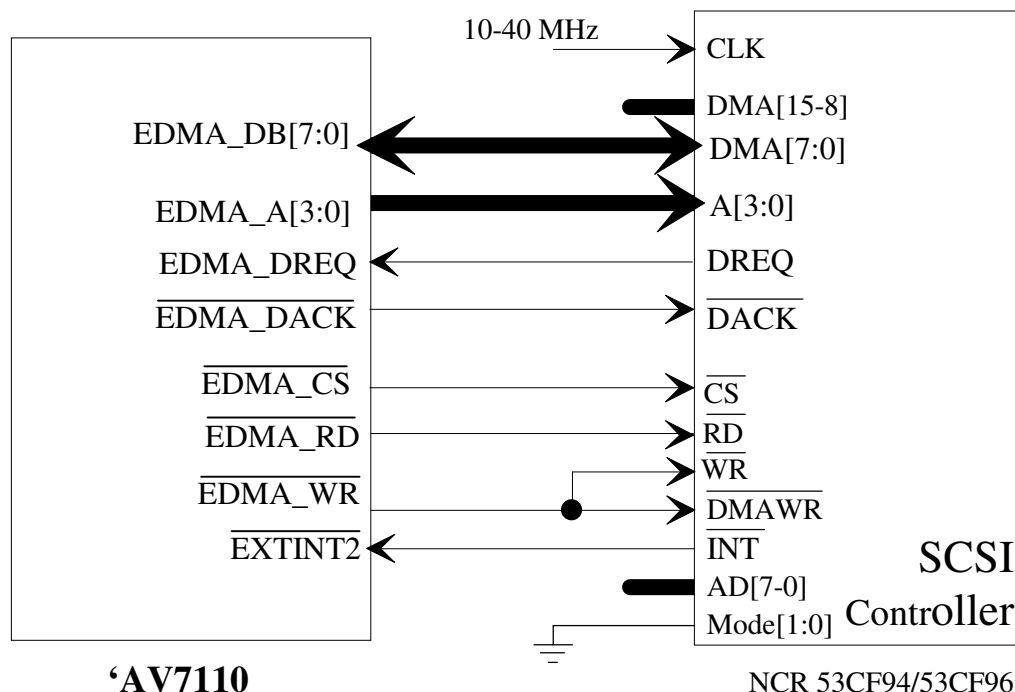 10-40 MHz
CLK
DMA[15-8]
EDMA_DB[7:0]
DMA[7:0]
EDMA_A[3:0]
A[3:0]
EDMA_DREQ
DREQ
EDMA_DACK
DACK
EDMA_CS
CS
EDMA_RD
RD
WR
EDMA_WR
DMAWR
EXTINT2
INT
SCSI
AD[7-0]
Controller
Mode[1:0]
‘AV7110
NCR 53CF94/53CF96